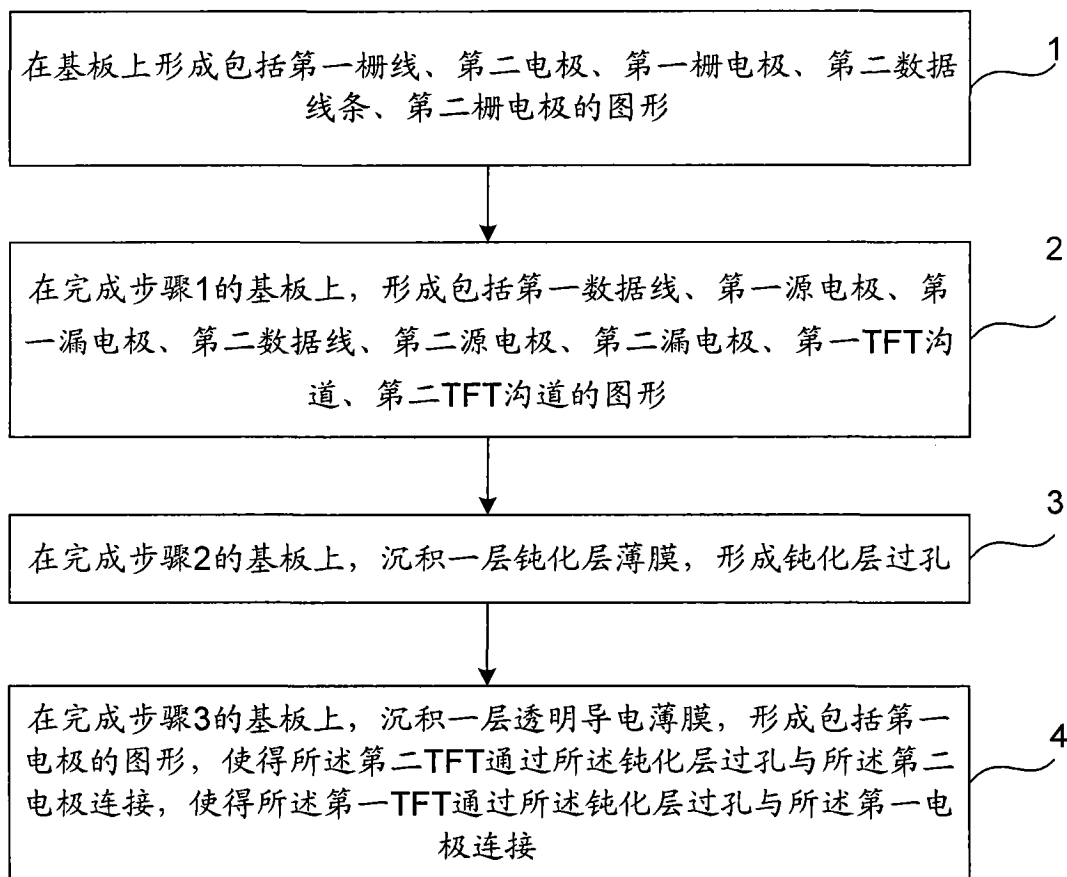 在基板上形成包括第一栅线、第二电极、第一栅电极、第二数据
线条、第二栅电极的图形
1
在完成步骤1的基板上，形成包括第一数据线、第一源电极、第
一漏电极、第二数据线、第二源电极、第二漏电极、第一TFT沟
道、第二TFT沟道的图形
2
在完成步骤2的基板上，沉积一层钝化层薄膜，形成钝化层过孔
3
在完成步骤3的基板上，沉积一层透明导电薄膜，形成包括第一
电极的图形，使得所述第二TFT通过所述钝化层过孔与所述第二
电极连接，使得所述第一TFT通过所述钝化层过孔与所述第一电
极连接
4